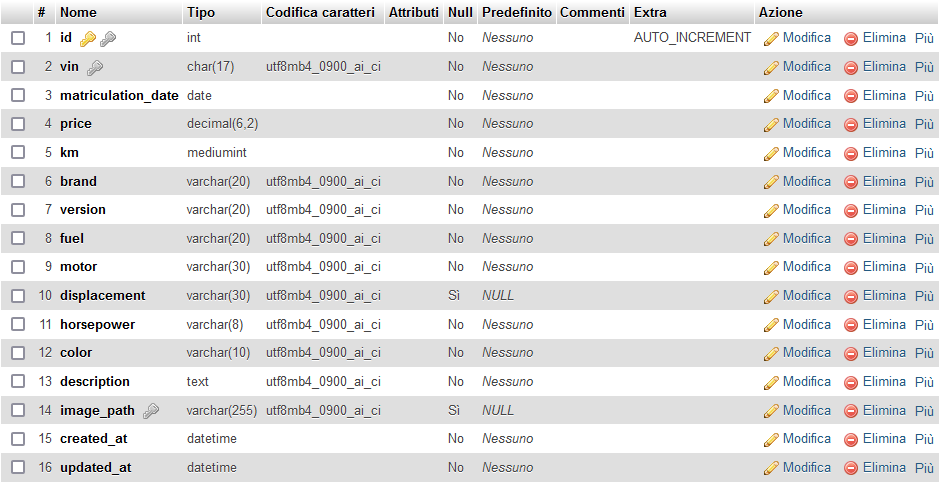 # Nome Tipo Codifica caratteri Attributi Null Predefinito Commenti Extra Azione
1 id int No Nessuno AUTO_INCREMENT Modifica Elimina Più
2 vin char(17) utf8mb4_0900_ai_ci No Nessuno Modifica Elimina Più
3 matriculation_date date No Nessuno Modifica Elimina Più
4 price decimal(6,2) No Nessuno Modifica Elimina Più
5 km mediumint No Nessuno Modifica Elimina Più
6 brand varchar(20) utf8mb4_0900_ai_ci No Nessuno Modifica Elimina Più
7 version varchar(20) utf8mb4_0900_ai_ci No Nessuno Modifica Elimina Più
8 fuel varchar(20) utf8mb4_0900_ai_ci No Nessuno Modifica Elimina Più
9 motor varchar(30) utf8mb4_0900_ai_ci No Nessuno Modifica Elimina Più
10 displacement varchar(30) utf8mb4_0900_ai_ci Sì NULL Modifica Elimina Più
11 horsepower varchar(8) utf8mb4_0900_ai_ci No Nessuno Modifica Elimina Più
12 color varchar(10) utf8mb4_0900_ai_ci No Nessuno Modifica Elimina Più
13 description text utf8mb4_0900_ai_ci No Nessuno Modifica Elimina Più
14 image_path varchar(255) utf8mb4_0900_ai_ci Sì NULL Modifica Elimina Più
15 created_at datetime No Nessuno Modifica Elimina Più
16 updated_at datetime No Nessuno Modifica Elimina Più